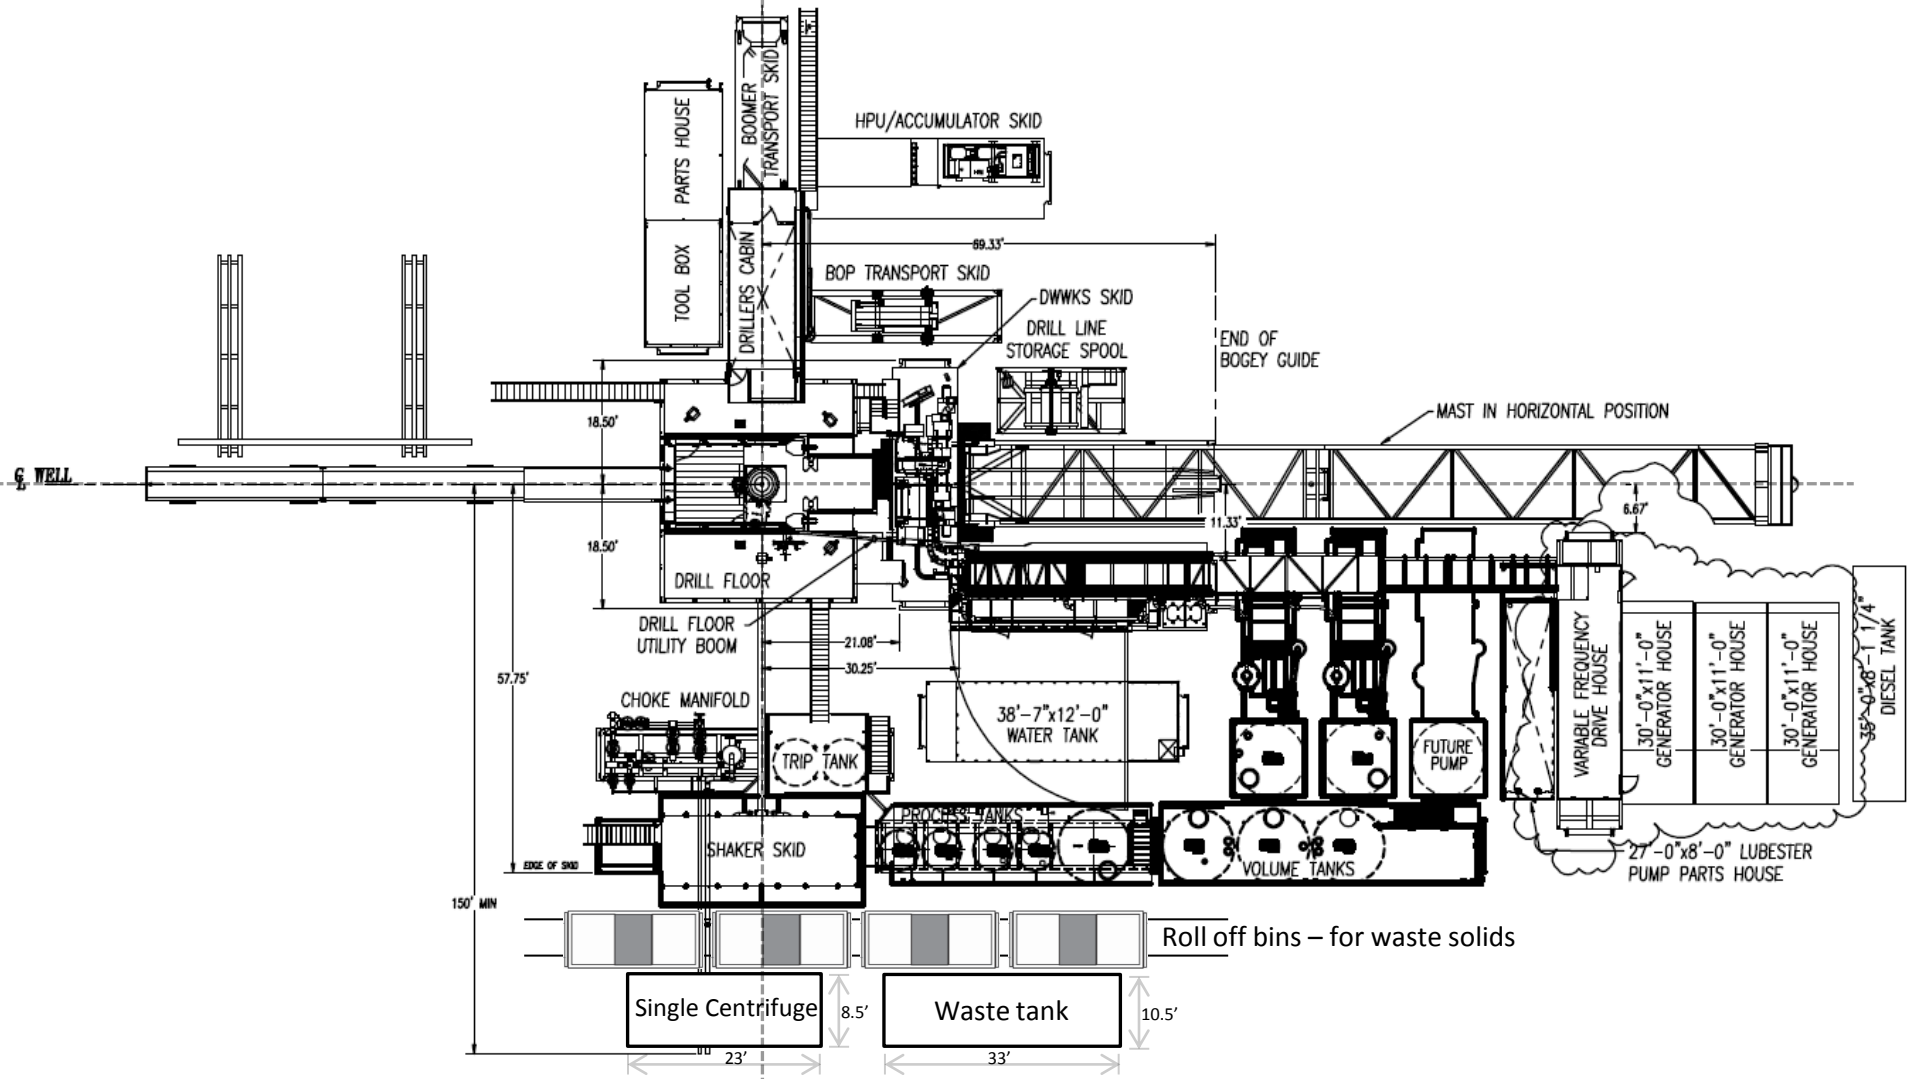 BOOMER
TRANSPORT SKID
PARTS HOUSE
HPU/ACCUMULATOR SKID
TOOL BOX
DRILLERS CABIN
69.33'
BOP TRANSPORT SKID
DWWKS SKID
DRILL LINE
STORAGE SPOOL
END OF
BOGEY GUIDE
18.50'
MAST IN HORIZONTAL POSITION
WELL
6.67'
11.33'
18.50'
DRILL FLOOR
DRILL FLOOR
UTILITY BOOM
21.08'
30.25'
57.75'
CHOKE MANIFOLD
38'-7"x12'-0"
WATER TANK
TRIP TANK
FUTURE
PUMP
VARIABLE FREQUENCY
DRIVE HOUSE
30'-0"x11'-0"
GENERATOR HOUSE
30'-0"x11'-0"
GENERATOR HOUSE
30'-0"x11'-0"
GENERATOR HOUSE
35'-0"x8'-1 1/4"
DIESEL TANK
PROCESS TANKS
SHAKER SKID
EDGE OF SKID
VOLUME TANKS
27'-0"x8'-0" LUBESTER
PUMP PARTS HOUSE
150' MIN
Roll off bins – for waste solids
Single Centrifuge
8.5'
Waste tank
10.5'
23'
33'